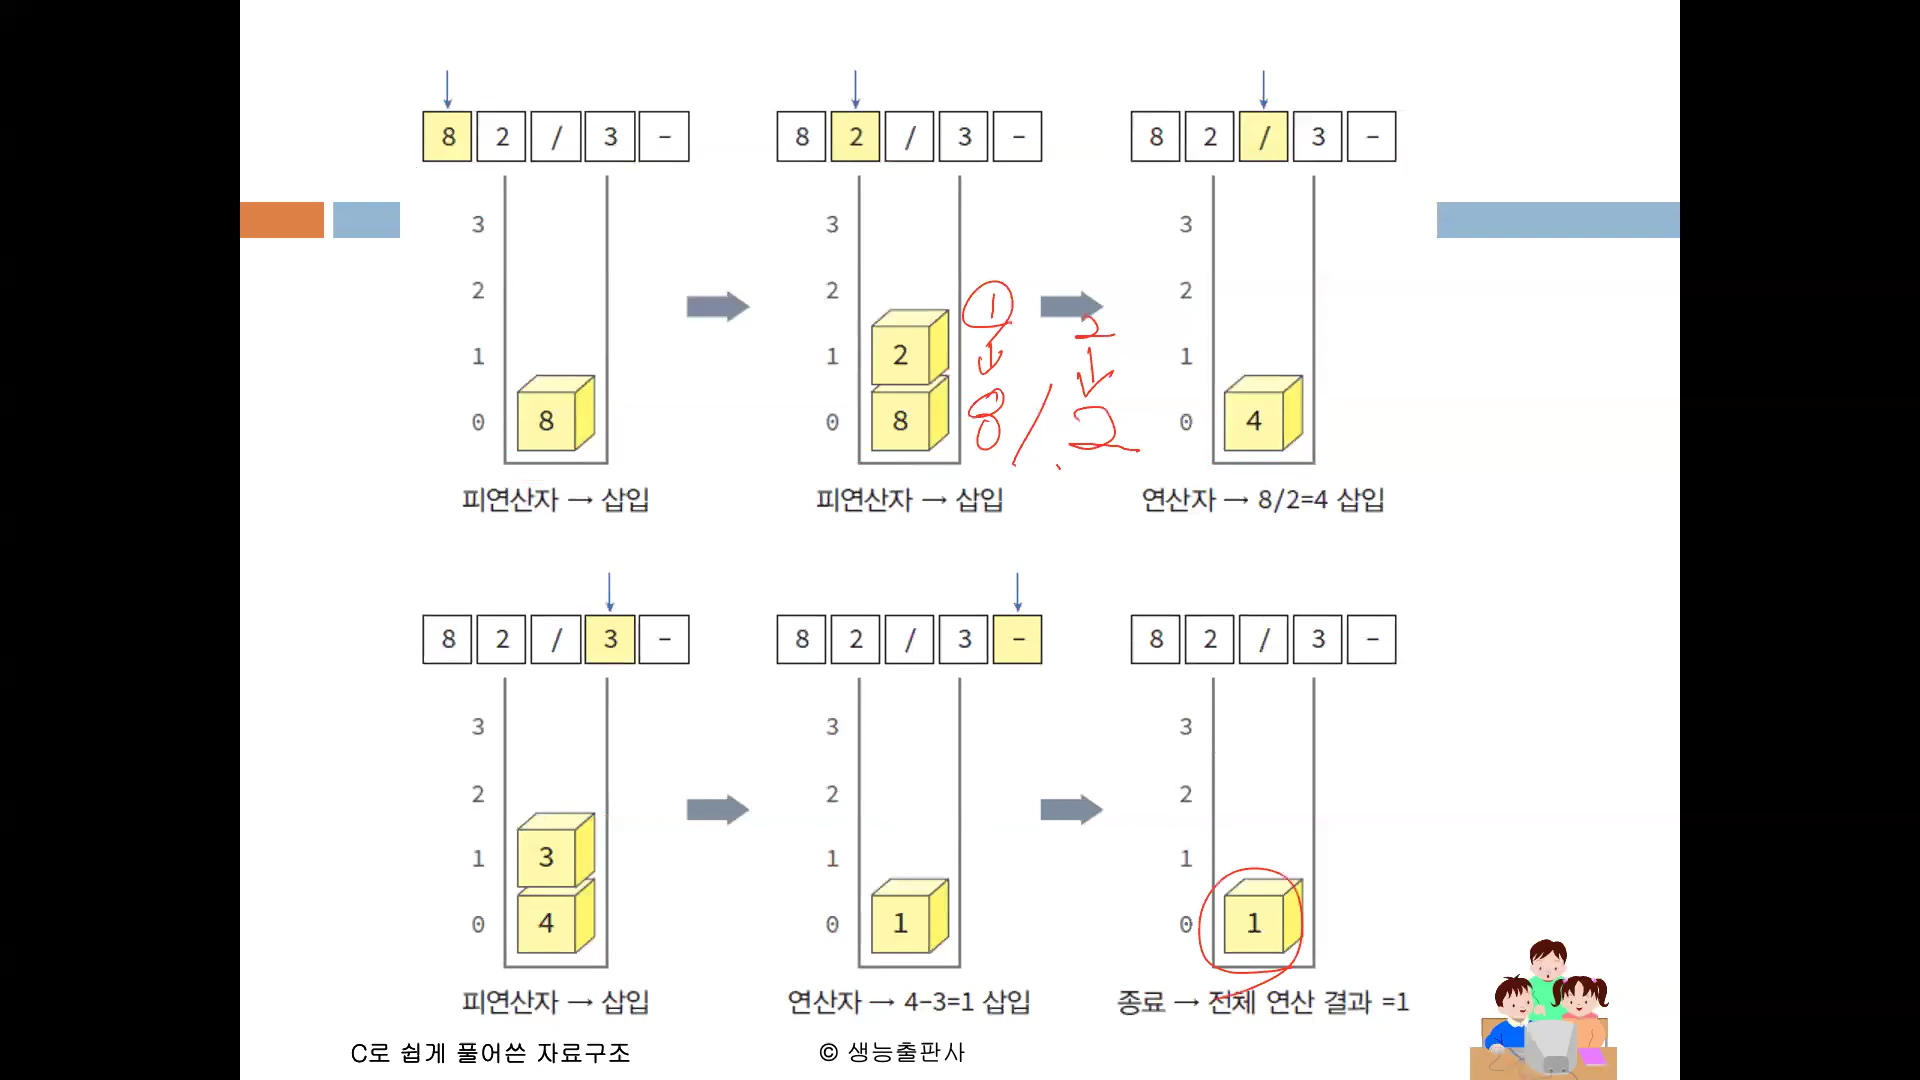 8 2 / 3 -
8 2 / 3 -
8 2 / 3 -
3
2
1
0
8
3
2
1
0
2
8
1
8 / 2
2
3
2
1
0
4
피연산자 → 삽입
피연산자 → 삽입
연산자 → 8/2=4 삽입
8 2 / 3 -
8 2 / 3 -
8 2 / 3 -
3
2
1
0
3
4
3
2
1
0
1
3
2
1
0
1
피연산자 → 삽입
연산자 → 4-3=1 삽입
종료 → 전체 연산 결과 =1
C로 쉽게 풀어쓴 자료구조
© 생능출판사